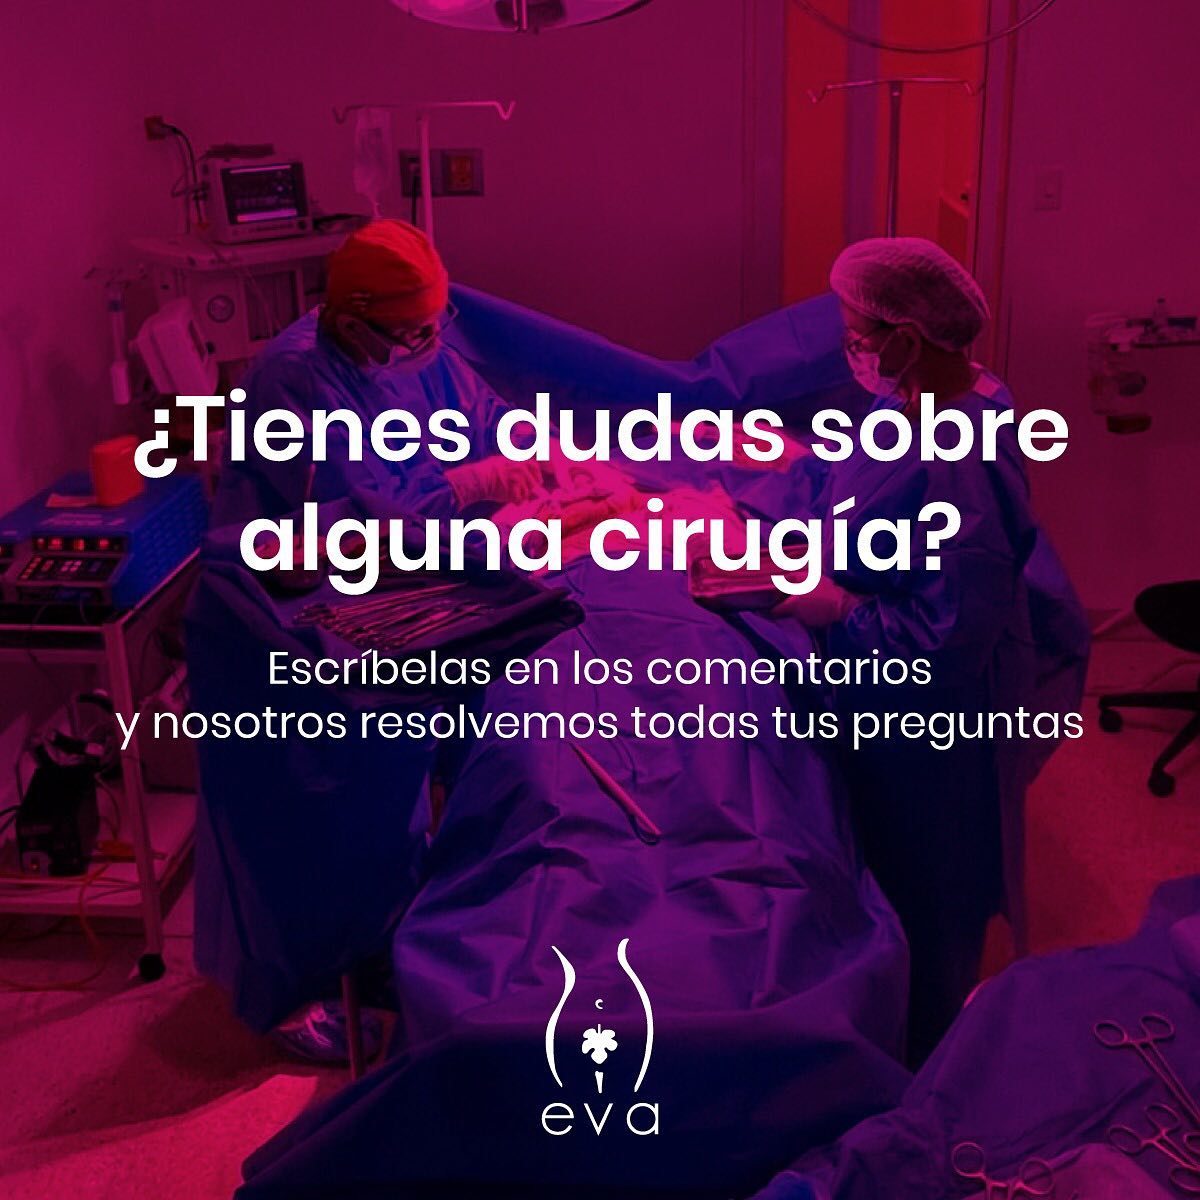 ¿Tienes dudas sobre
alguna cirugía?
Escríbelas en los comentarios
y nosotros resolvemos todas tus preguntas
eva